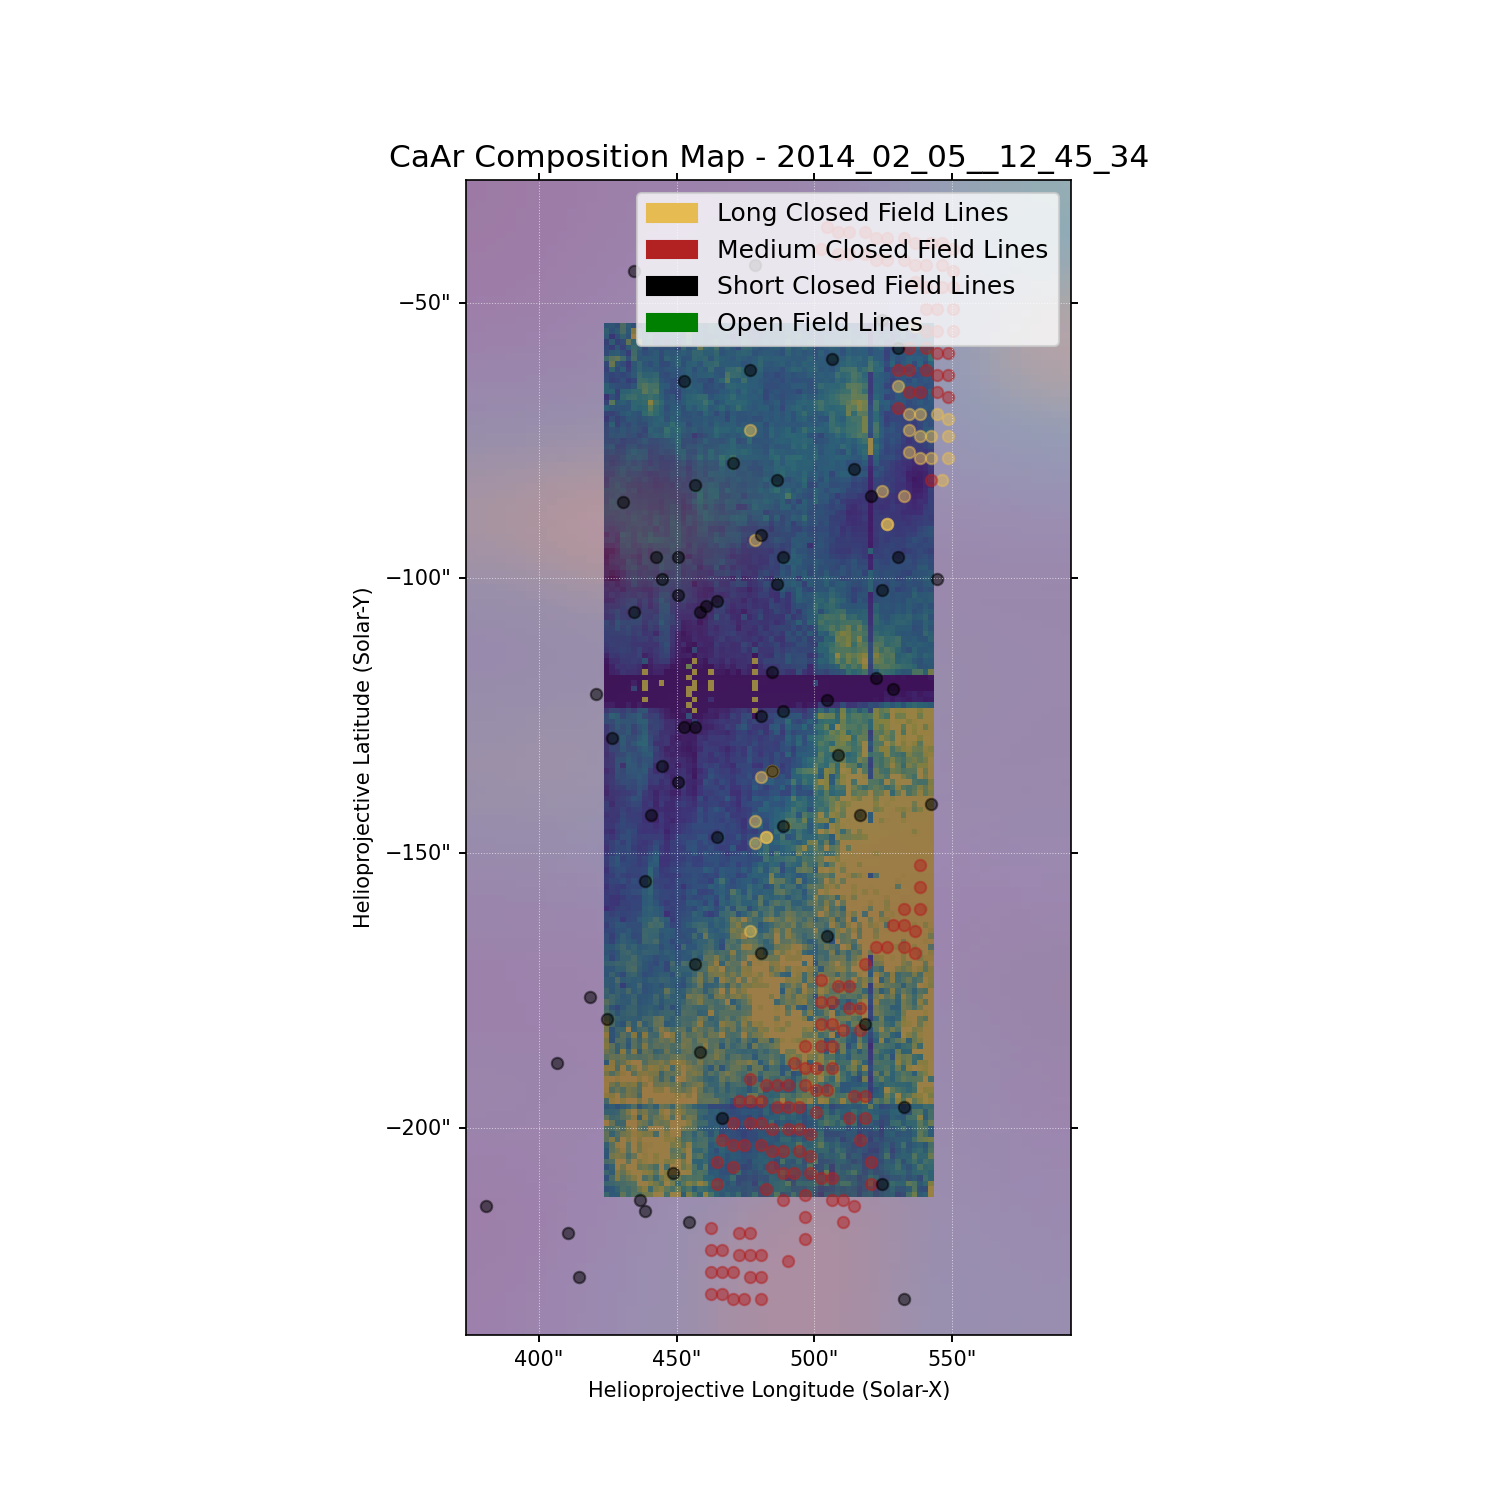 CaAr Composition Map - 2014_02_05__12_45_34
Long Closed Field Lines
Medium Closed Field Lines
Short Closed Field Lines
Open Field Lines
−50"
−100"
−150"
−200"
Helioprojective Latitude (Solar-Y)
400"
450"
500"
550"
Helioprojective Longitude (Solar-X)